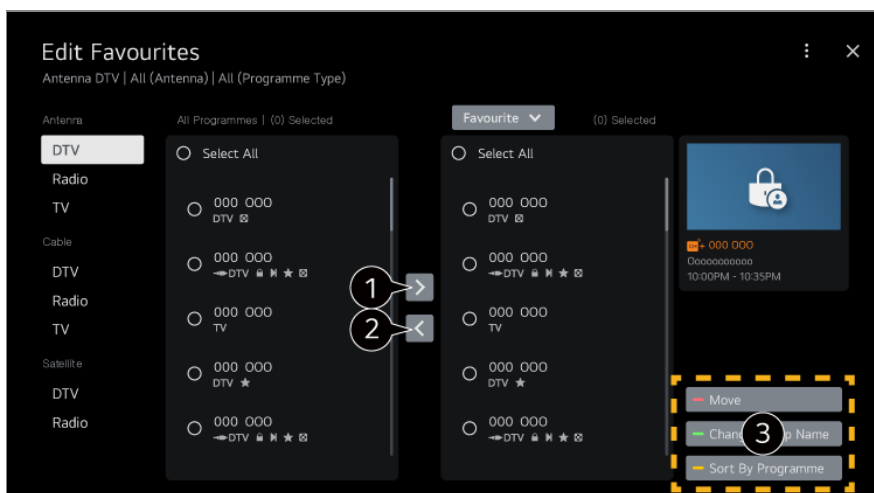 Edit Favourites
Antenna DTV | All (Antenna) | All (Programme Type)
Antenna
DTV
Radio
TV
Cable
DTV
Radio
TV
Satellite
DTV
Radio
All Programmes | (0) Selected
Select All
000 000
DTV
000 000
DTV
000 000
TV
000 000
DTV
000 000
DTV
1
2
Favourite
(0) Selected
Select All
000 000
DTV
000 000
DTV
000 000
TV
000 000
DTV
000 000
DTV
+ 000 000
Ooooooooooo
10:00PM - 10:35PM
Move
3
Name
Sort By Programme